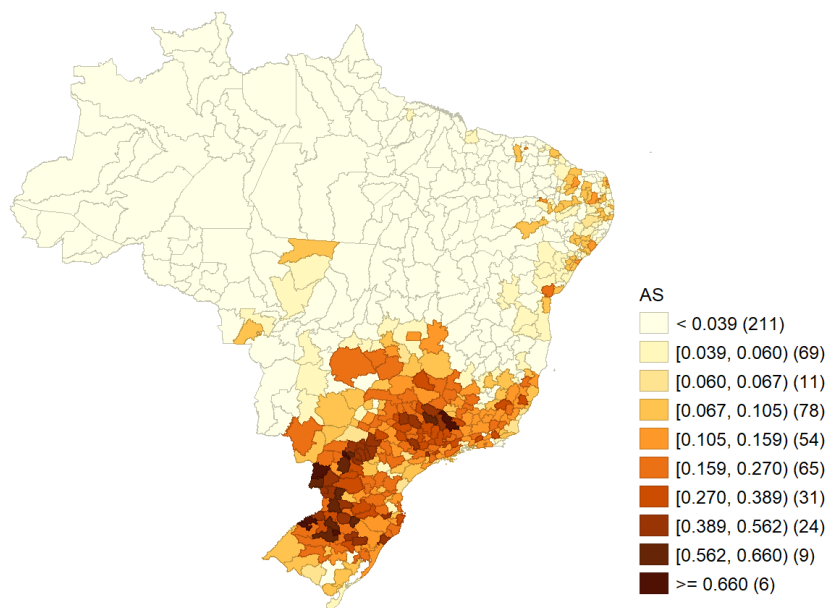 AS
< 0.039 (211)
[0.039, 0.060) (69)
[0.060, 0.067) (11)
[0.067, 0.105) (78)
[0.105, 0.159) (54)
[0.159, 0.270) (65)
[0.270, 0.389) (31)
[0.389, 0.562) (24)
[0.562, 0.660) (9)
>= 0.660 (6)